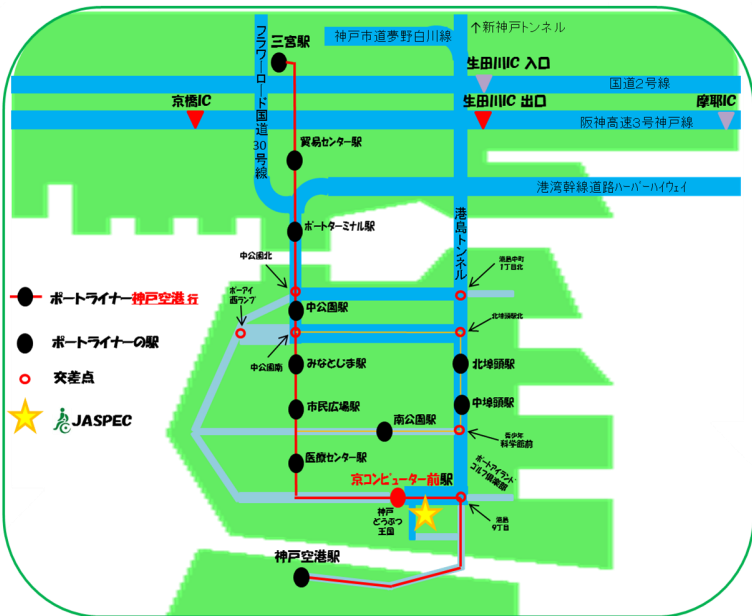 三宮駅
神戸市道夢野白川線
↑新神戸トンネル
フラワーロード国道30号線
生田川IC 入口
国道2号線
京橋IC
生田川IC 出口
摩耶IC
阪神高速3号神戸線
貿易センター駅
港湾幹線道路ハーバーハイウェイ
港島トンネル
ポートターミナル駅
中公園北
港島中町
1丁目北
ポーアイ
西ランプ
ポートライナー神戸空港 行
中公園駅
北埠頭駅北
ポートライナーの駅
中公園南
みなとじま駅
北埠頭駅
交差点
市民広場駅
中埠頭駅
JASPEC
南公園駅
青少年
科学館前
医療センター駅
ポートアイランド
ゴルフ倶楽部
京コンピューター前駅
神戸
どうぶつ
王国
港島
9丁目
神戸空港駅